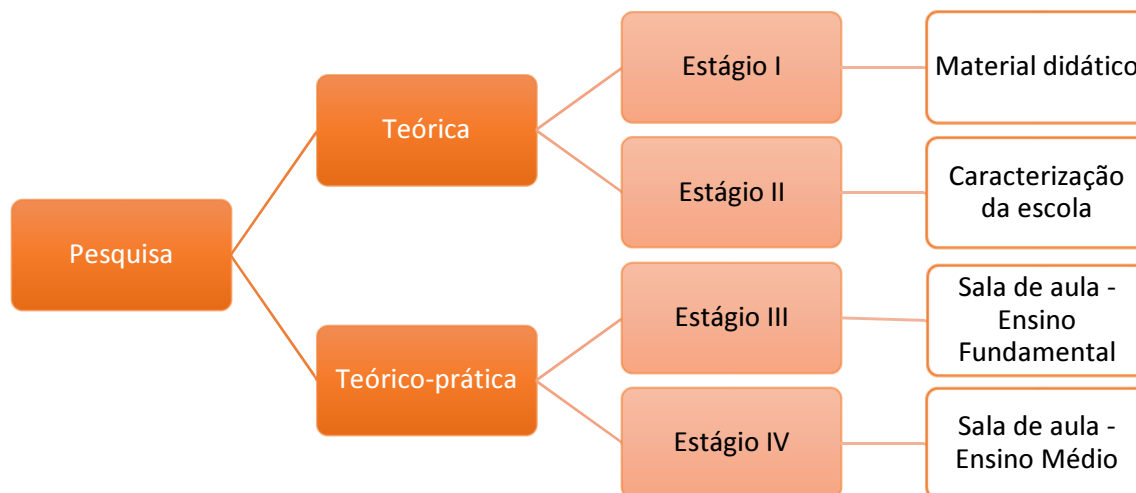 Pesquisa
Teórica
Estágio I
Material didático
Estágio II
Caracterização
da escola
Teórico-prática
Estágio III
Sala de aula -
Ensino
Fundamental
Estágio IV
Sala de aula -
Ensino Médio